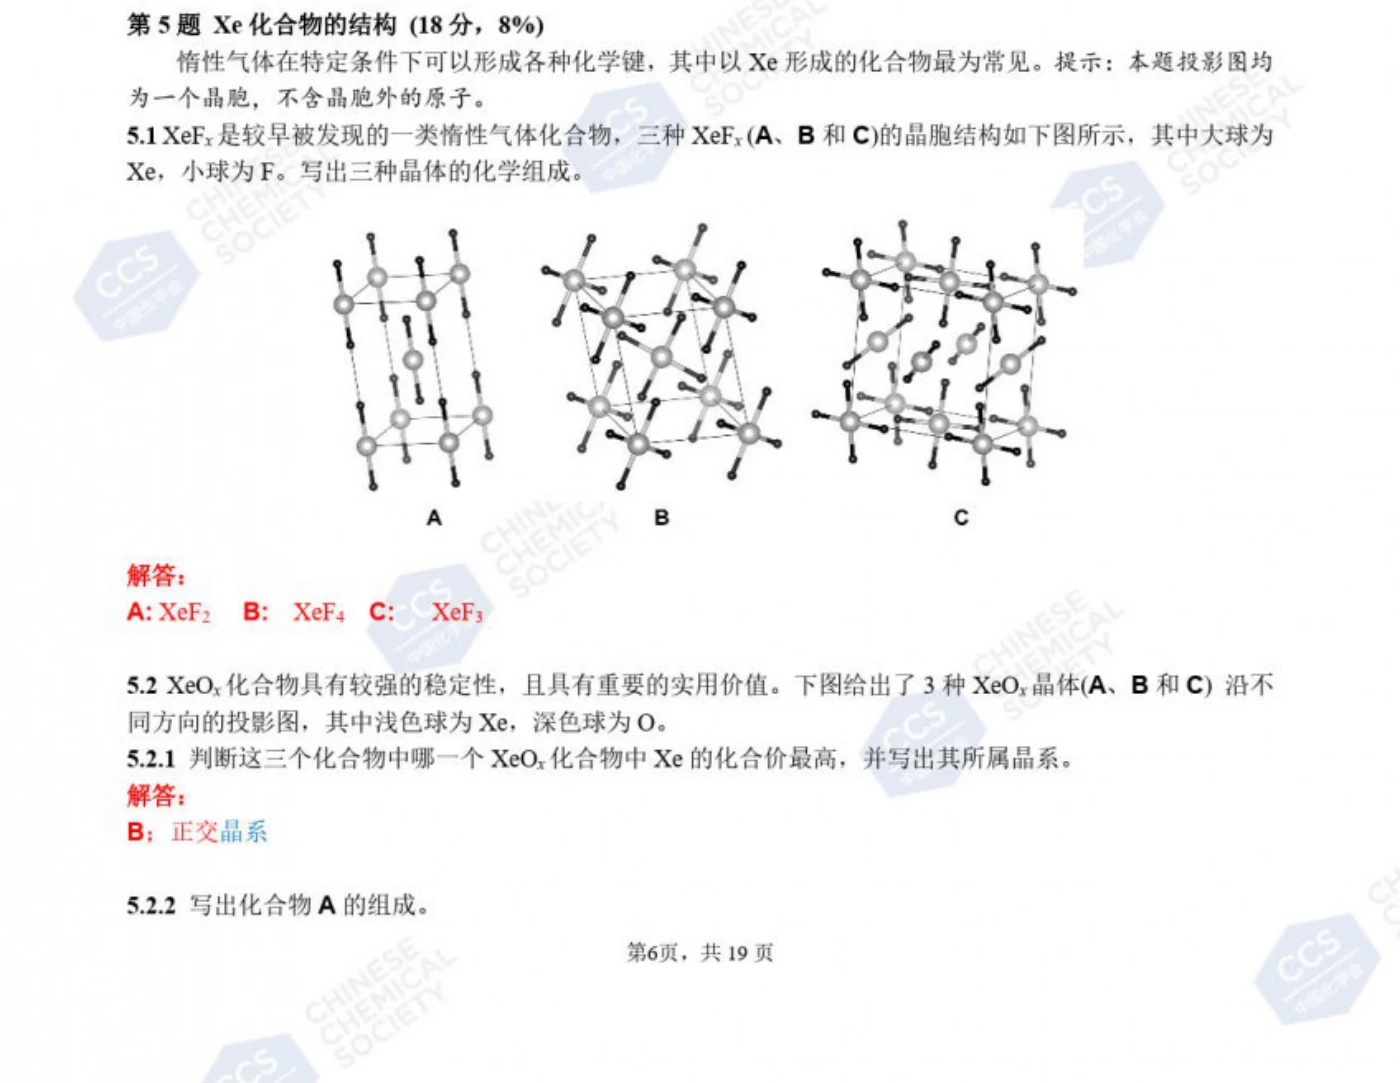 第 5 题 Xe 化合物的结构 (18 分，8%)
惰性气体在特定条件下可以形成各种化学键，其中以 Xe 形成的化合物最为常见。提示：本题投影图均
为一个晶胞，不含晶胞外的原子。
5.1 XeFₓ 是较早被发现的一类惰性气体化合物，三种 XeFₓ (A、B 和 C)的晶胞结构如下图所示，其中大球为
Xe，小球为 F。写出三种晶体的化学组成。
A B C
解答：
A: XeF₂ B: XeF₄ C: XeF₃
5.2 XeOₓ 化合物具有较强的稳定性，且具有重要的实用价值。下图给出了 3 种 XeOₓ 晶体(A、B 和 C) 沿不
同方向的投影图，其中浅色球为 Xe，深色球为 O。
5.2.1 判断这三个化合物中哪一个 XeOₓ 化合物中 Xe 的化合价最高，并写出其所属晶系。
解答：
B；正交晶系
5.2.2 写出化合物 A 的组成。
第6页，共 19 页
CCS
中国化学会
CHINESE
CHEMICAL
SOCIETY